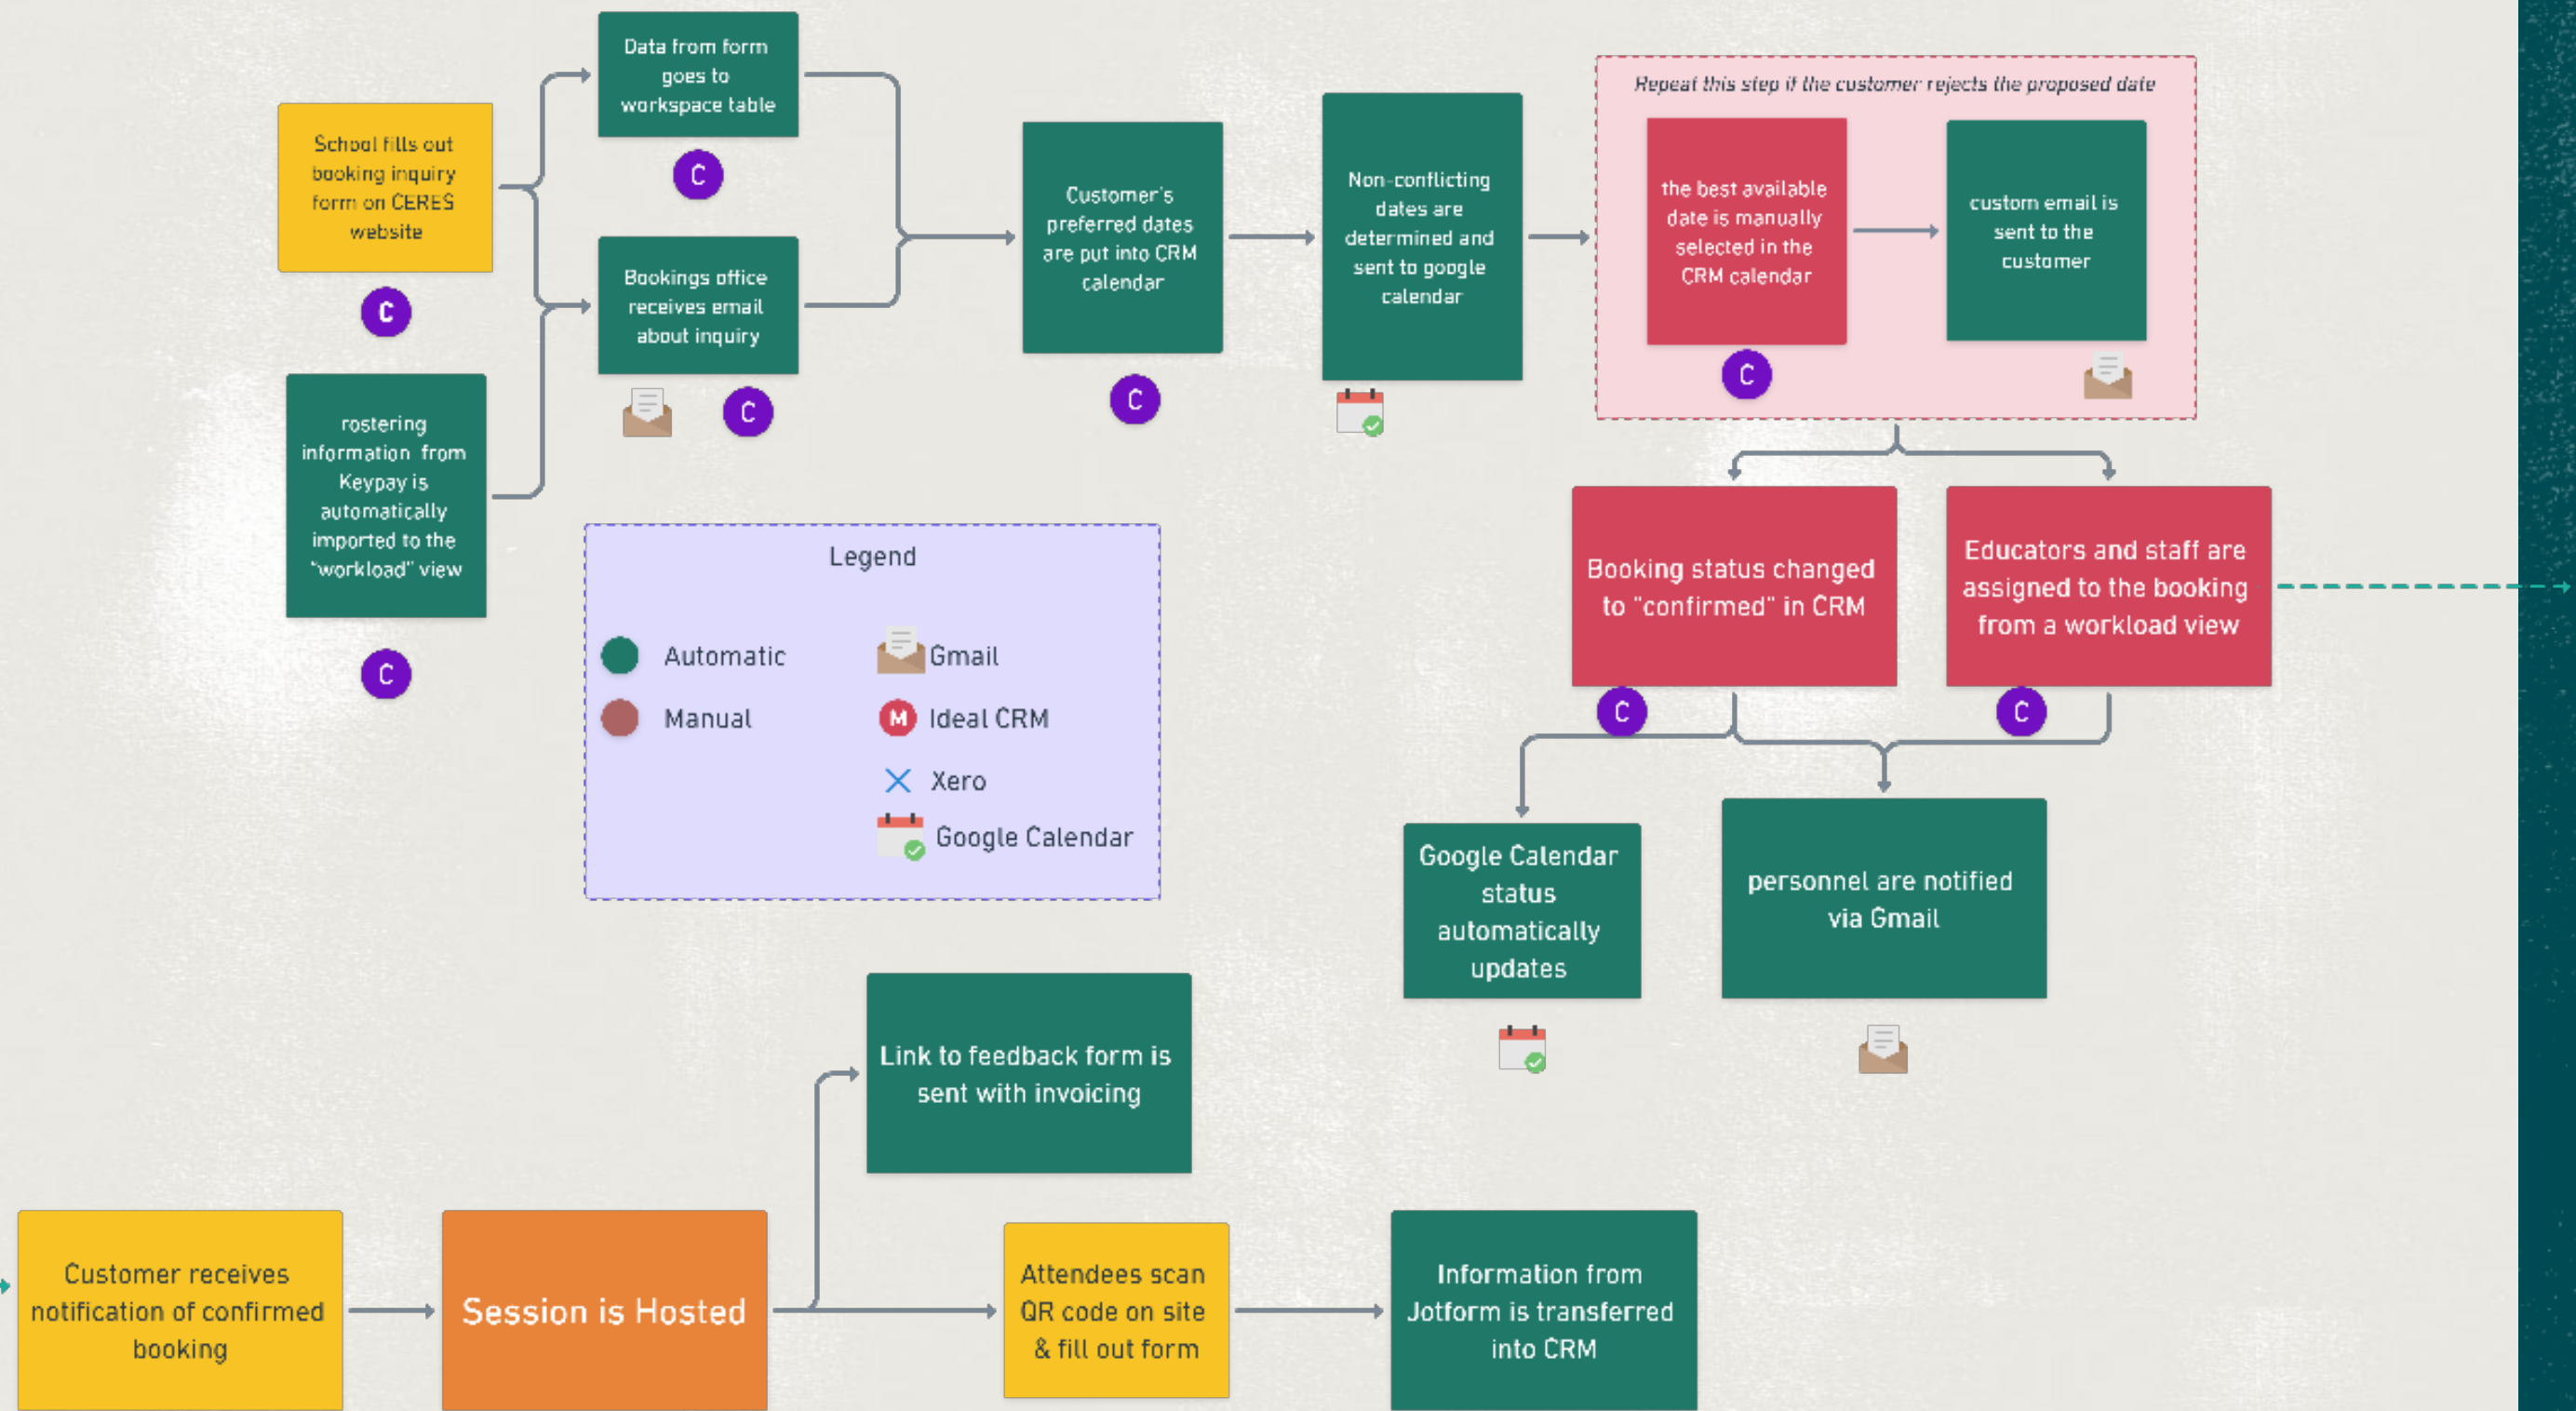 School fills out
booking inquiry
form on CERES
website
C
rostering
information from
Keypay is
automatically
imported to the
"workload" view
C
Data from form
goes to
workspace table
C
Bookings office
receives email
about inquiry
C
Customer's
preferred dates
are put into CRM
calendar
C
Non-conflicting
dates are
determined and
sent to google
calendar
Repeat this step if the customer rejects the proposed date
the best available
date is manually
selected in the
CRM calendar
C
custom email is
sent to the
customer
Booking status changed
to "confirmed" in CRM
C
Educators and staff are
assigned to the booking
from a workload view
C
Google Calendar
status
automatically
updates
personnel are notified
via Gmail
Legend
Automatic
Manual
Gmail
M Ideal CRM
Xero
Google Calendar
Customer receives
notification of confirmed
booking
Session is Hosted
Link to feedback form is
sent with invoicing
Attendees scan
QR code on site
& fill out form
Information from
Jotform is transferred
into CRM